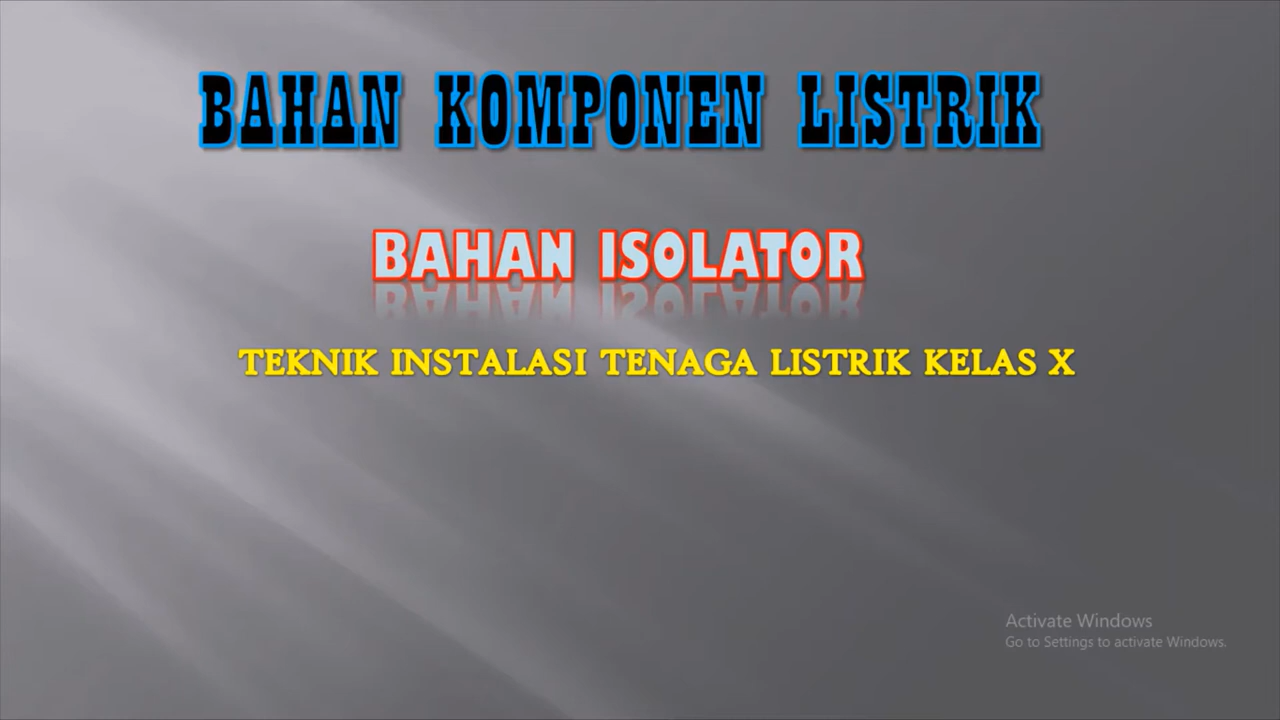 BAHAN KOMPONEN LISTRIK
BAHAN ISOLATOR
TEKNIK INSTALASI TENAGA LISTRIK KELAS X
Activate Windows
Go to Settings to activate Windows.